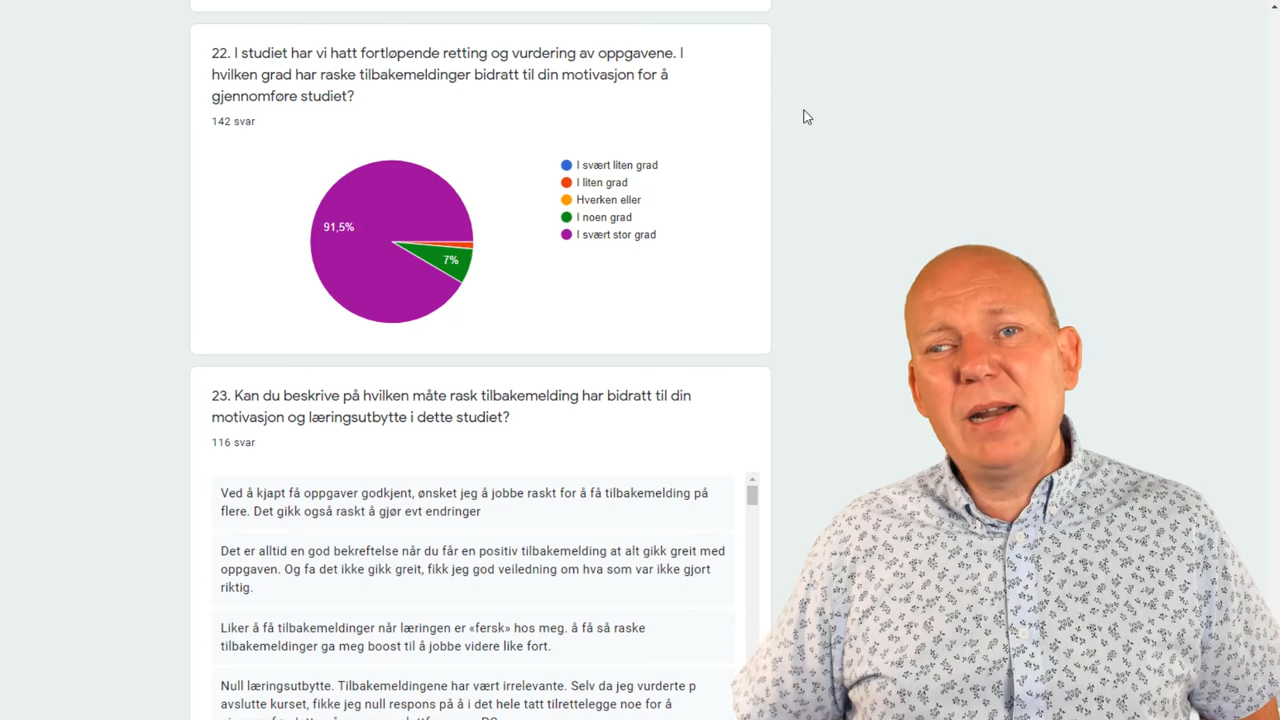 22. I studiet har vi hatt fortløpende retting og vurdering av oppgavene. I
hvilken grad har raske tilbakemeldinger bidratt til din motivasjon for å
gjennomføre studiet?
142 svar
I svært liten grad
I liten grad
Hverken eller
I noen grad
I svært stor grad
91,5%
7%
23. Kan du beskrive på hvilken måte rask tilbakemelding har bidratt til din
motivasjon og læringsutbytte i dette studiet?
116 svar
Ved å kjapt få oppgaver godkjent, ønsket jeg å jobbe raskt for å få tilbakemelding på
flere. Det gikk også raskt å gjør evt endringer
Det er alltid en god bekreftelse når du får en positiv tilbakemelding at alt gikk greit med
oppgaven. Og fa det ikke gikk greit, fikk jeg god veiledning om hva som var ikke gjort
riktig.
Liker å få tilbakemeldinger når læringen er «fersk» hos meg. å få så raske
tilbakemeldinger ga meg boost til å jobbe videre like fort.
Null læringsutbytte. Tilbakemeldingene har vært irrelevante. Selv da jeg vurderte p
avslutte kurset, fikke jeg null respons på å i det hele tatt tilrettelegge noe for å